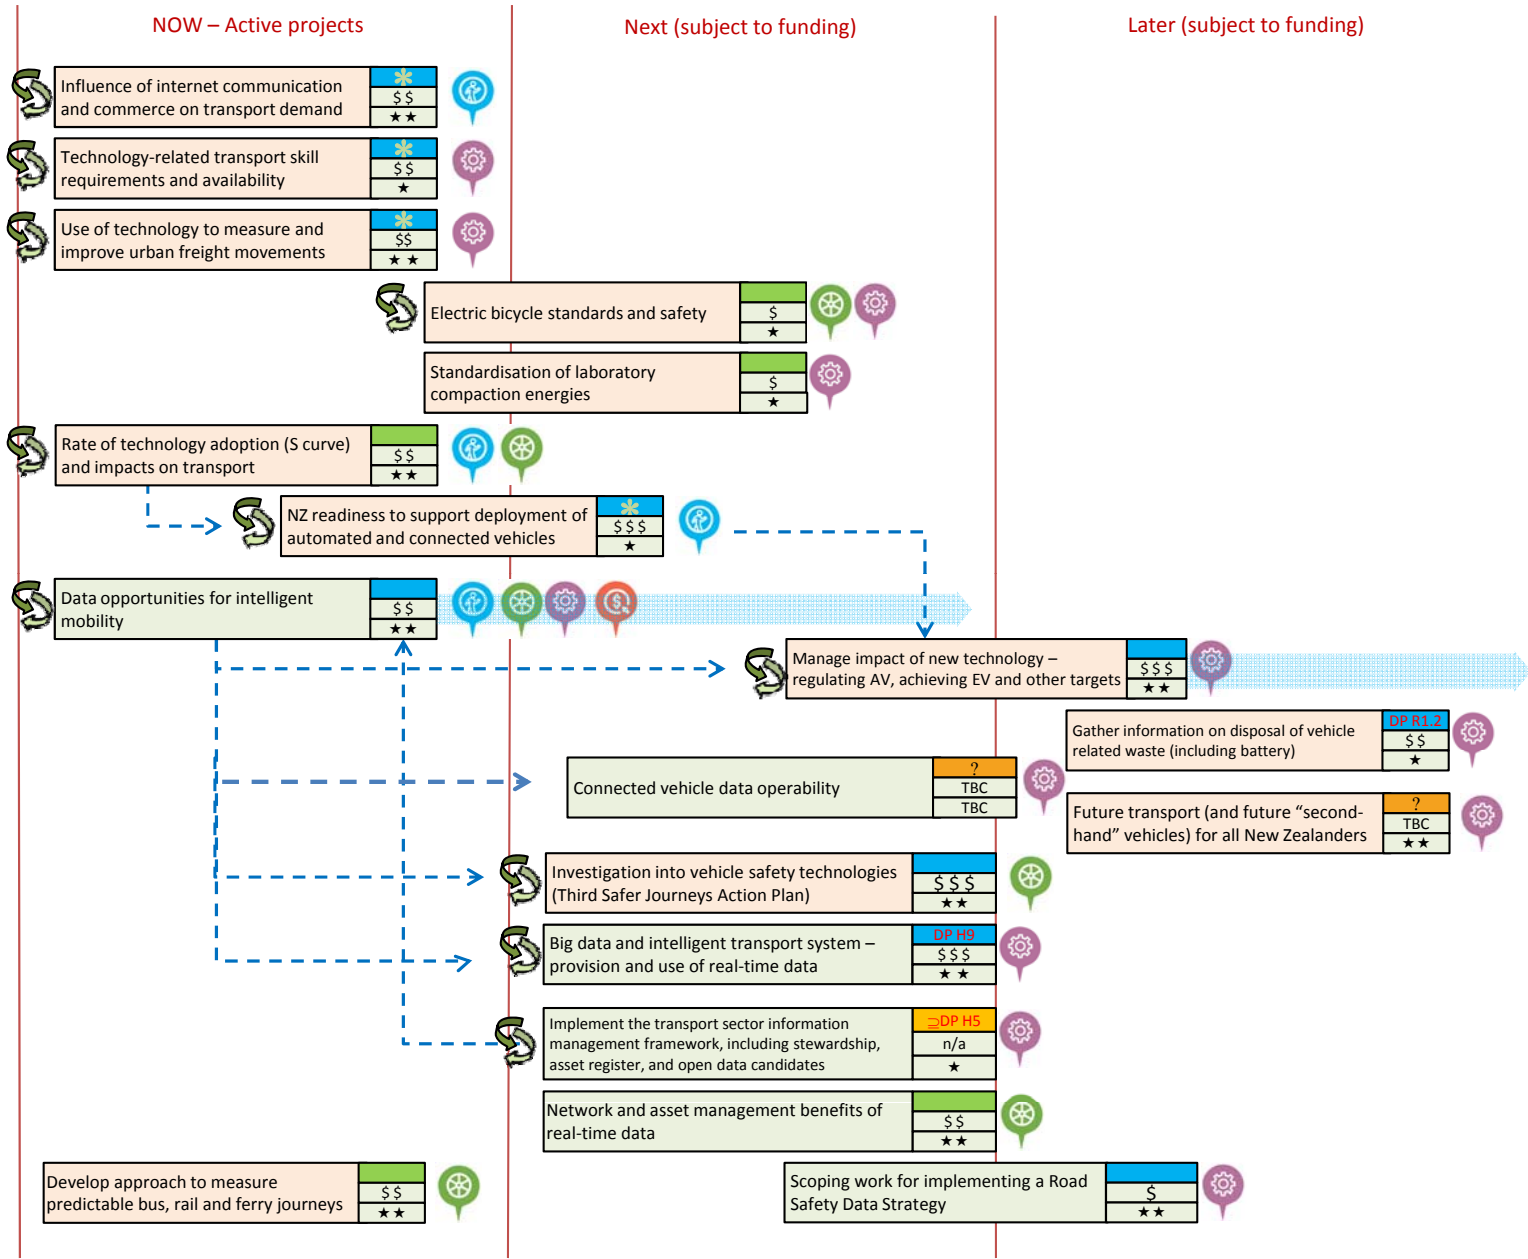 NOW – Active projects
Next (subject to funding)
Later (subject to funding)
Influence of internet communication
and commerce on transport demand
$ $
★ ★
Technology-related transport skill
requirements and availability
$ $
★
Use of technology to measure and
improve urban freight movements
$$
★ ★
Electric bicycle standards and safety
$
★
Standardisation of laboratory
compaction energies
$
★
Rate of technology adoption (S curve)
and impacts on transport
$ $
★ ★
NZ readiness to support deployment of
automated and connected vehicles
$ $ $
★
Data opportunities for intelligent
mobility
$ $
★ ★
Manage impact of new technology –
regulating AV, achieving EV and other targets
$ $ $
★ ★
Gather information on disposal of vehicle
related waste (including battery)
DP R1.2
$ $
★
Connected vehicle data operability
?
TBC
TBC
Future transport (and future “second-
hand” vehicles) for all New Zealanders
?
TBC
★ ★
Investigation into vehicle safety technologies
(Third Safer Journeys Action Plan)
$ $ $
★ ★
Big data and intelligent transport system –
provision and use of real-time data
DP H9
$ $ $
★ ★
Implement the transport sector information
management framework, including stewardship,
asset register, and open data candidates
⊇DP H5
n/a
★
Network and asset management benefits of
real-time data
$ $
★ ★
Develop approach to measure
predictable bus, rail and ferry journeys
$ $
★ ★
Scoping work for implementing a Road
Safety Data Strategy
$
★ ★